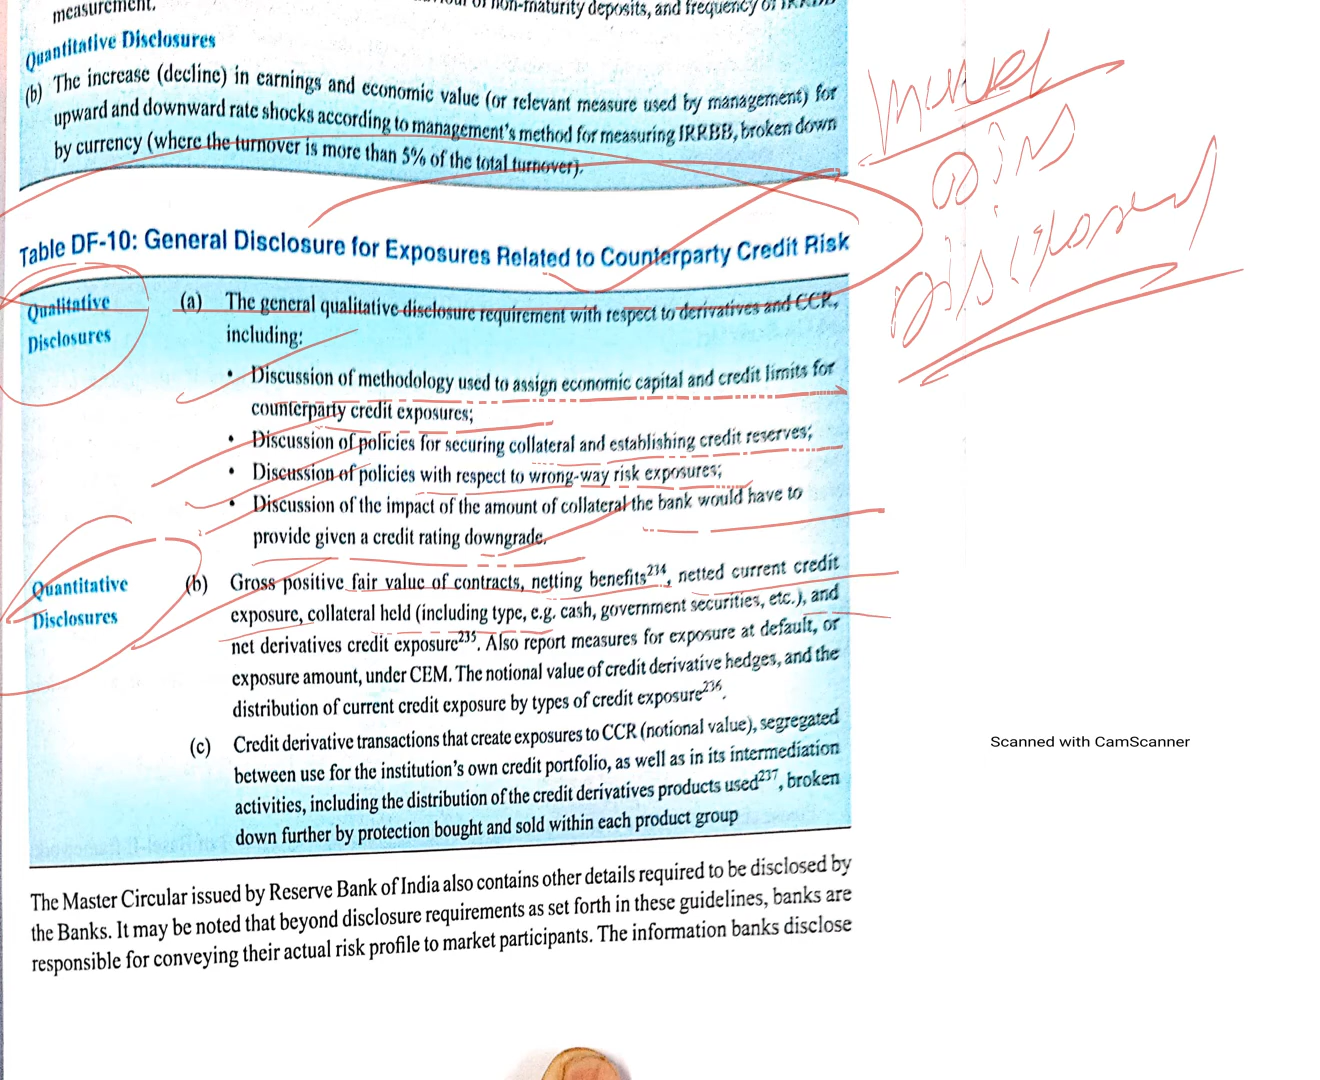 measurement.
of non-maturity deposits, and frequency of IRRBB
Quantitative Disclosures
(b) The increase (decline) in earnings and economic value (or relevant measure used by management) for
upward and downward rate shocks according to management's method for measuring IRRBB, broken down
by currency (where the turnover is more than 5% of the total turnover).
Table DF-10: General Disclosure for Exposures Related to Counterparty Credit Risk
Qualitative Disclosures
(a) The general qualitative disclosure requirement with respect to derivatives and CCR,
including:
• Discussion of methodology used to assign economic capital and credit limits for
counterparty credit exposures;
• Discussion of policies for securing collateral and establishing credit reserves;
• Discussion of policies with respect to wrong-way risk exposures;
• Discussion of the impact of the amount of collateral the bank would have to
provide given a credit rating downgrade.
Quantitative Disclosures
(b) Gross positive fair value of contracts, netting benefits234, netted current credit
exposure, collateral held (including type, e.g. cash, government securities, etc.), and
net derivatives credit exposure235. Also report measures for exposure at default, or
exposure amount, under CEM. The notional value of credit derivative hedges, and the
distribution of current credit exposure by types of credit exposure236.
(c) Credit derivative transactions that create exposures to CCR (notional value), segregated
between use for the institution's own credit portfolio, as well as in its intermediation
activities, including the distribution of the credit derivatives products used237, broken
down further by protection bought and sold within each product group
The Master Circular issued by Reserve Bank of India also contains other details required to be disclosed by
the Banks. It may be noted that beyond disclosure requirements as set forth in these guidelines, banks are
responsible for conveying their actual risk profile to market participants. The information banks disclose
Scanned with CamScanner